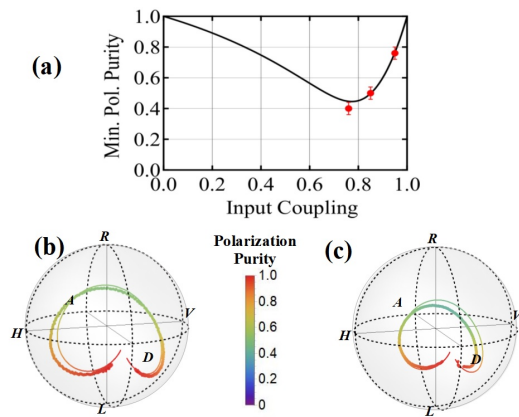 (a)
Min. Pol. Purity
1.0
0.8
0.6
0.4
0.2
0.0
0.0 0.2 0.4 0.6 0.8 1.0
Input Coupling
(b)
R
A
H
V
D
L
Polarization
Purity
1.0
0.8
0.6
0.4
0.2
0
(c)
R
A
H
V
D
L